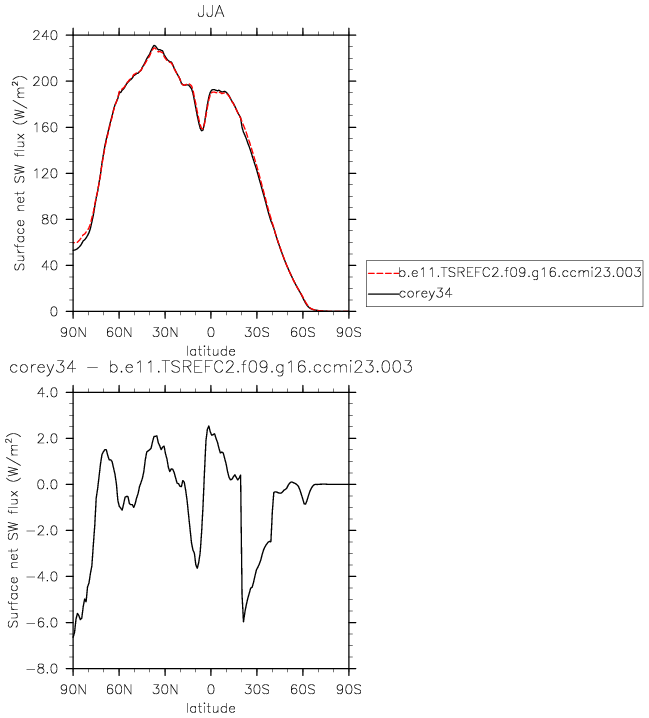 JJA
240
200
160
120
80
40
0
Surface net SW flux (W/m²)
90N 60N 30N 0 30S 60S 90S
latitude
b.e11.TSREFC2.f09.g16.ccmi23.003
corey34
corey34 − b.e11.TSREFC2.f09.g16.ccmi23.003
4.0
2.0
0.0
−2.0
−4.0
−6.0
−8.0
Surface net SW flux (W/m²)
90N 60N 30N 0 30S 60S 90S
latitude